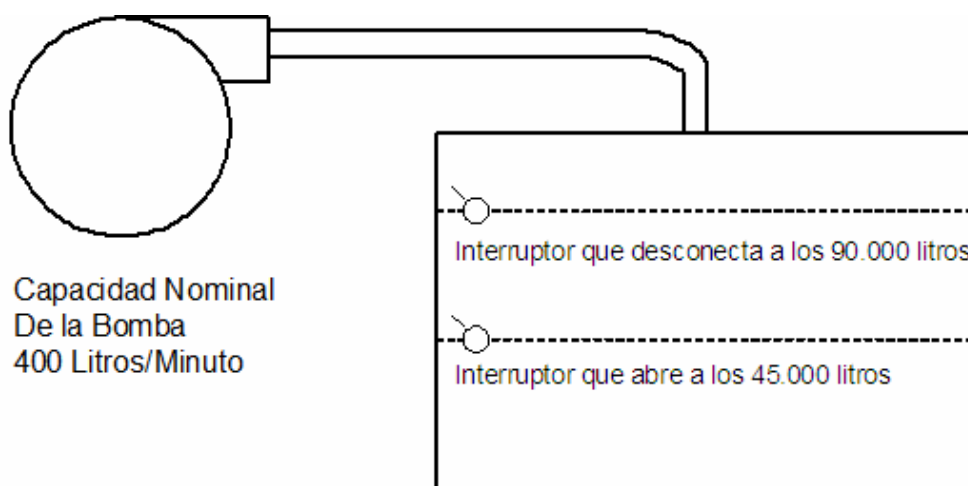 Interruptor que desconecta a los 90.000 litros
Capacidad Nominal
De la Bomba
400 Litros/Minuto
Interruptor que abre a los 45.000 litros